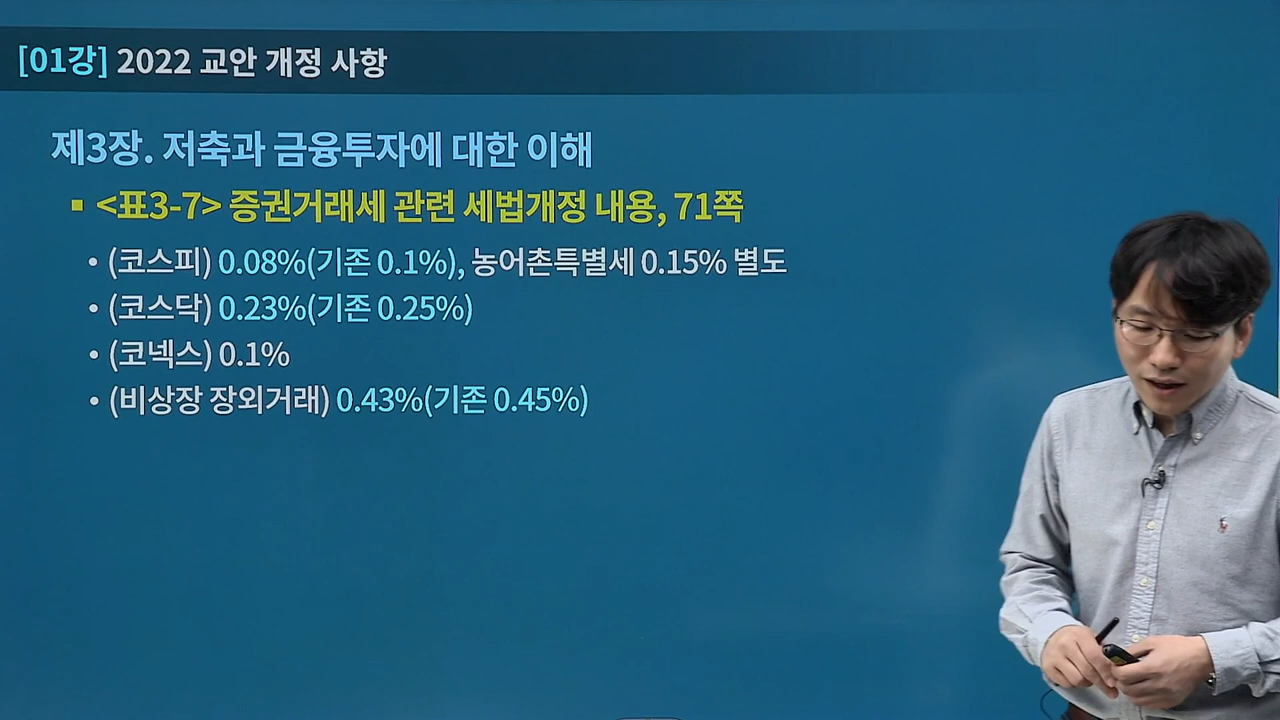 [01강] 2022 교안 개정 사항
제3장. 저축과 금융투자에 대한 이해
▪ <표3-7> 증권거래세 관련 세법개정 내용, 71쪽
• (코스피) 0.08%(기존 0.1%), 농어촌특별세 0.15% 별도
• (코스닥) 0.23%(기존 0.25%)
• (코넥스) 0.1%
• (비상장 장외거래) 0.43%(기존 0.45%)